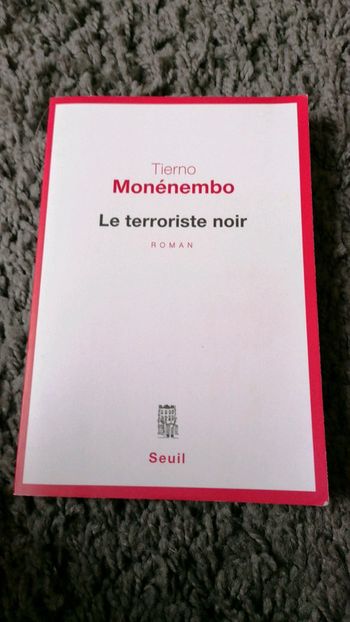 Tierno
Monénembo
Le terroriste noir
ROMAN
Seuil